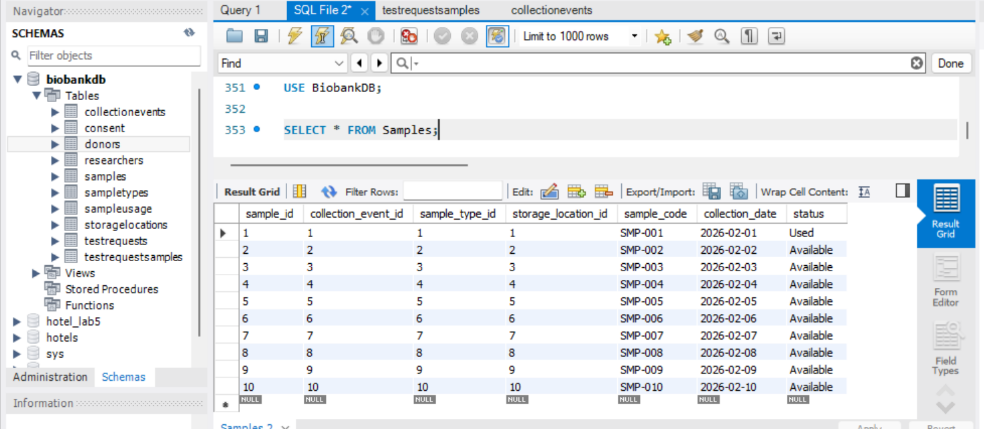 Navigator
SCHEMAS
Filter objects
biobankdb
Tables
collectionevents
consent
donors
researchers
samples
sampletypes
sampleusage
storagelocations
testrequests
testrequestsamples
Views
Stored Procedures
Functions
hotel_lab5
hotels
sys
Administration Schemas
Information
Query 1 SQL File 2* × testrequestsamples collectionevents
Limit to 1000 rows
Find Done
351 USE BiobankDB;
352
353 SELECT * FROM Samples;
Result Grid Filter Rows: Edit: Export/Import: Wrap Cell Content:
sample_id collection_event_id sample_type_id storage_location_id sample_code collection_date status
1 1 1 1 SMP-001 2026-02-01 Used
2 2 2 2 SMP-002 2026-02-02 Available
3 3 3 3 SMP-003 2026-02-03 Available
4 4 4 4 SMP-004 2026-02-04 Available
5 5 5 5 SMP-005 2026-02-05 Available
6 6 6 6 SMP-006 2026-02-06 Available
7 7 7 7 SMP-007 2026-02-07 Available
8 8 8 8 SMP-008 2026-02-08 Available
9 9 9 9 SMP-009 2026-02-09 Available
10 10 10 10 SMP-010 2026-02-10 Available
NULL NULL NULL NULL NULL NULL NULL
Samples 2
Result
Grid
Form
Editor
Field
Types
Apply Revert